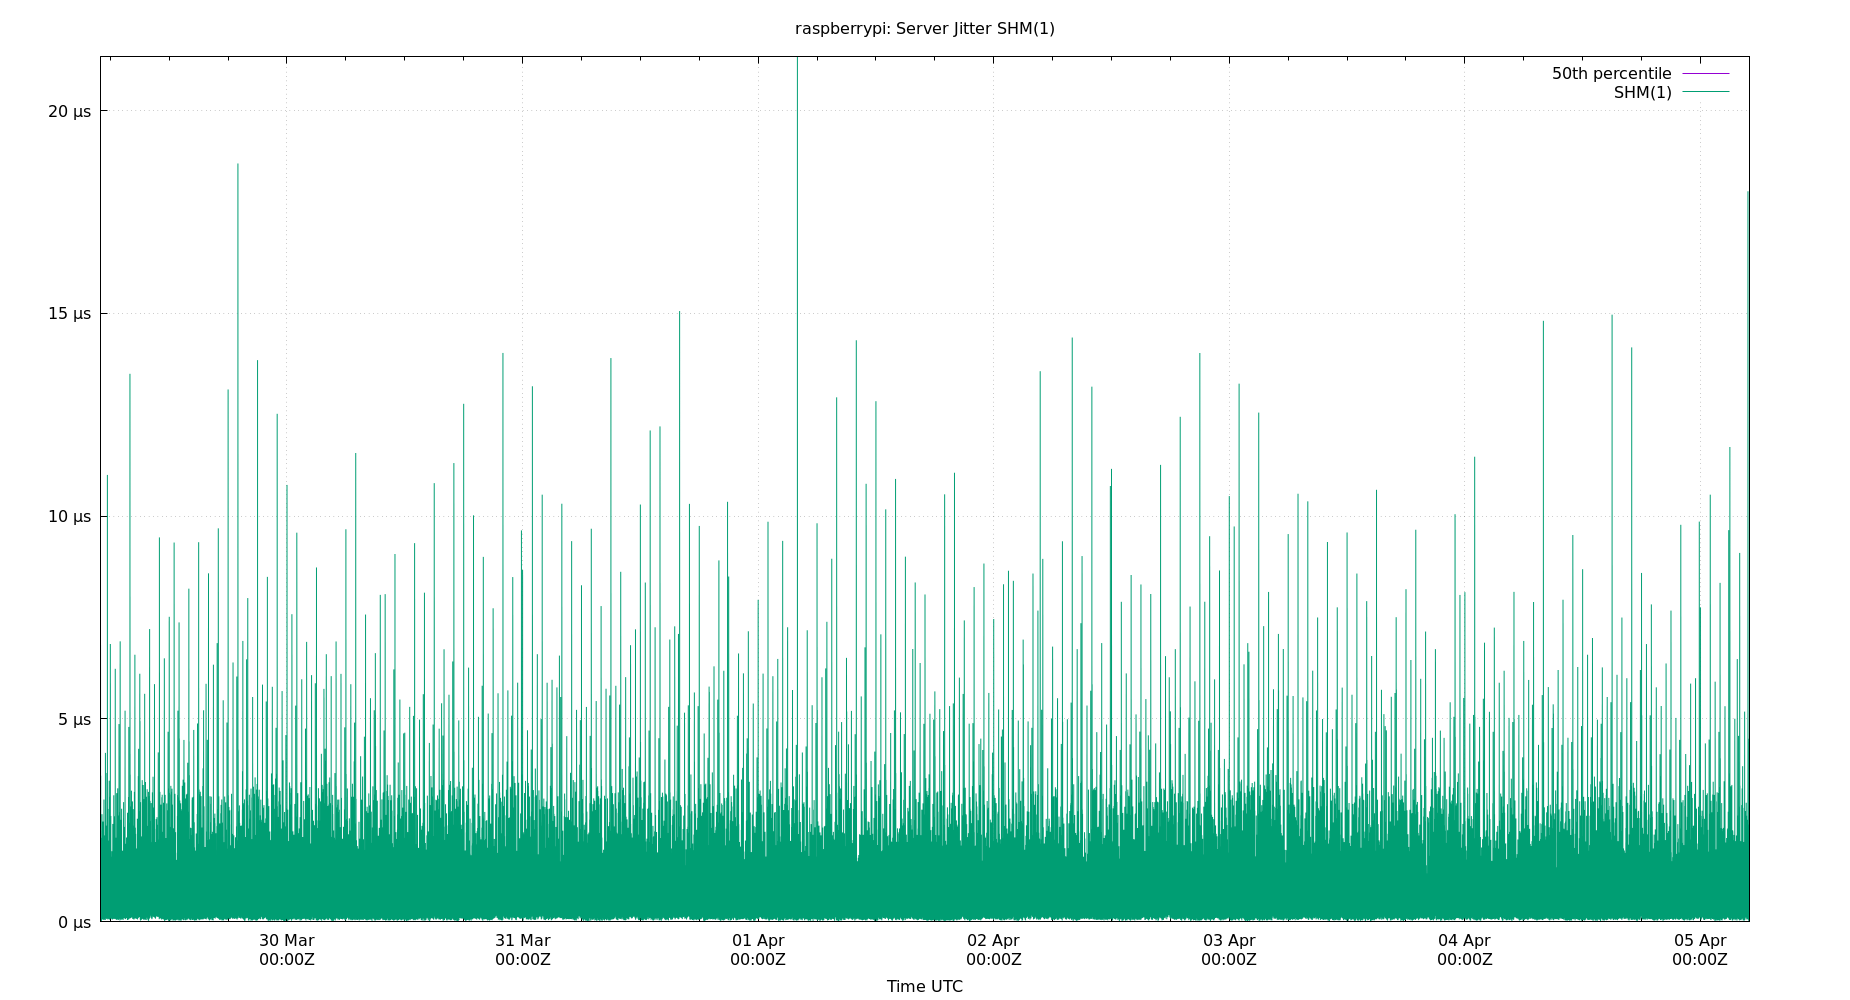 raspberrypi: Server Jitter SHM(1)
50th percentile
SHM(1)
20 µs
15 µs
10 µs
5 µs
0 µs
30 Mar 31 Mar 01 Apr 02 Apr 03 Apr 04 Apr 05 Apr
00:00Z 00:00Z 00:00Z 00:00Z 00:00Z 00:00Z 00:00Z
Time UTC